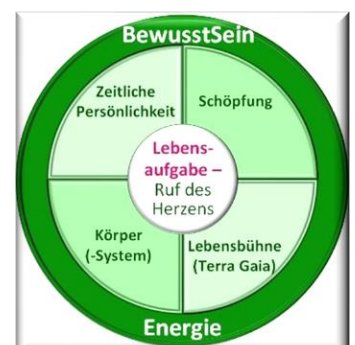 BewusstSein
Zeitliche
Persönlichkeit
Schöpfung
Lebens-
aufgabe –
Ruf des
Herzens
Körper
(-System)
Lebensbühne
(Terra Gaia)
Energie